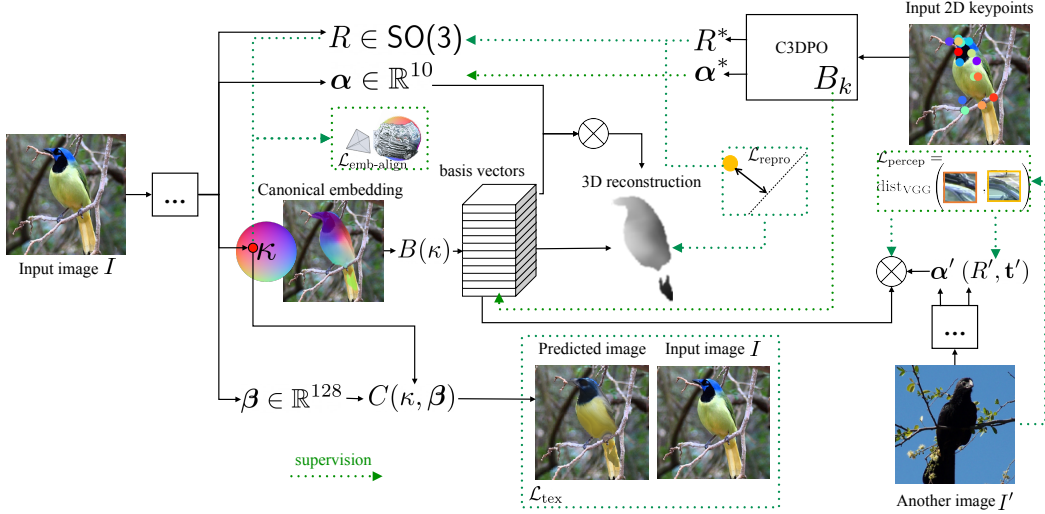 Input 2D keypoints
R ∈ SO(3)
R*
C3DPO
α ∈ ℝ¹⁰
α*
B_k
𝓛_emb-align
𝓛_repro
𝓛_percep =
dist_VGG ( , )
basis vectors
3D reconstruction
...
Canonical embedding
κ
B(κ)
Input image I
α′ (R′, t′)
...
Predicted image
Input image I
β ∈ ℝ¹²⁸
C(κ, β)
supervision
𝓛_tex
Another image I′